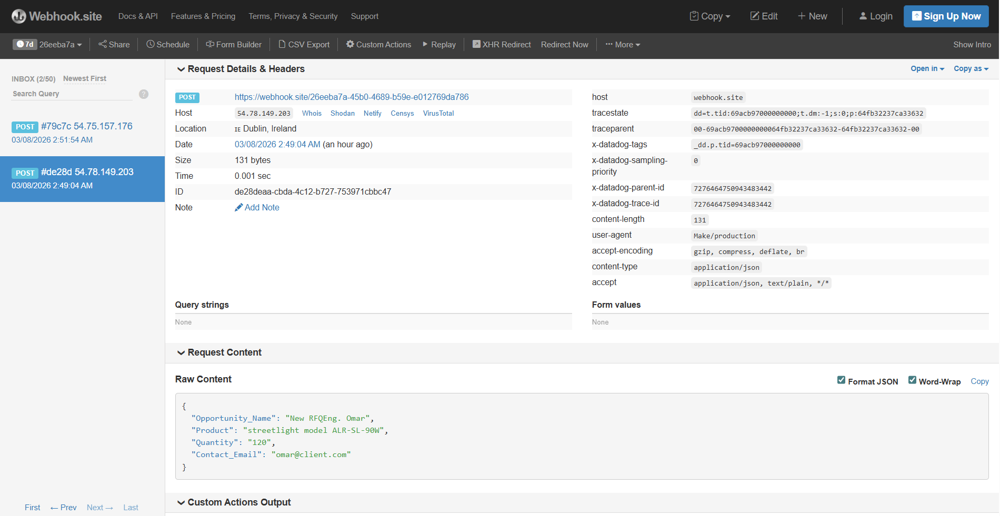 Webhook.site Docs & API Features & Pricing Terms, Privacy & Security Support Copy Edit New Login Sign Up Now
7d 26eeba7a Share Schedule Form Builder CSV Export Custom Actions Replay XHR Redirect Redirect Now More Show Intro
INBOX (2/50) Newest First
Search Query ?
POST #79c7c 54.75.157.176
03/08/2026 2:51:54 AM
POST #de28d 54.78.149.203
03/08/2026 2:49:04 AM
First ← Prev Next → Last
Request Details & Headers Open in Copy as
POST https://webhook.site/26eeba7a-45b0-4689-b59e-e012769da786
Host 54.78.149.203 Whois Shodan Netify Censys VirusTotal
Location IE Dublin, Ireland
Date 03/08/2026 2:49:04 AM (an hour ago)
Size 131 bytes
Time 0.001 sec
ID de28deaa-cbda-4c12-b727-753971cbbc47
Note Add Note
host webhook.site
tracestate dd=t.tid:69acb97000000000;t.dm:-1;s:0;p:64fb32237ca33632
traceparent 00-69acb9700000000064fb32237ca33632-64fb32237ca33632-00
x-datadog-tags _dd.p.tid=69acb97000000000
x-datadog-sampling- 0
priority
x-datadog-parent-id 7276464750943483442
x-datadog-trace-id 7276464750943483442
content-length 131
user-agent Make/production
accept-encoding gzip, compress, deflate, br
content-type application/json
accept application/json, text/plain, */*
Query strings
None
Form values
None
Request Content
Raw Content Format JSON Word-Wrap Copy
{
"Opportunity_Name": "New RFQEng. Omar",
"Product": "streetlight model ALR-SL-90W",
"Quantity": "120",
"Contact_Email": "omar@client.com"
}
Custom Actions Output